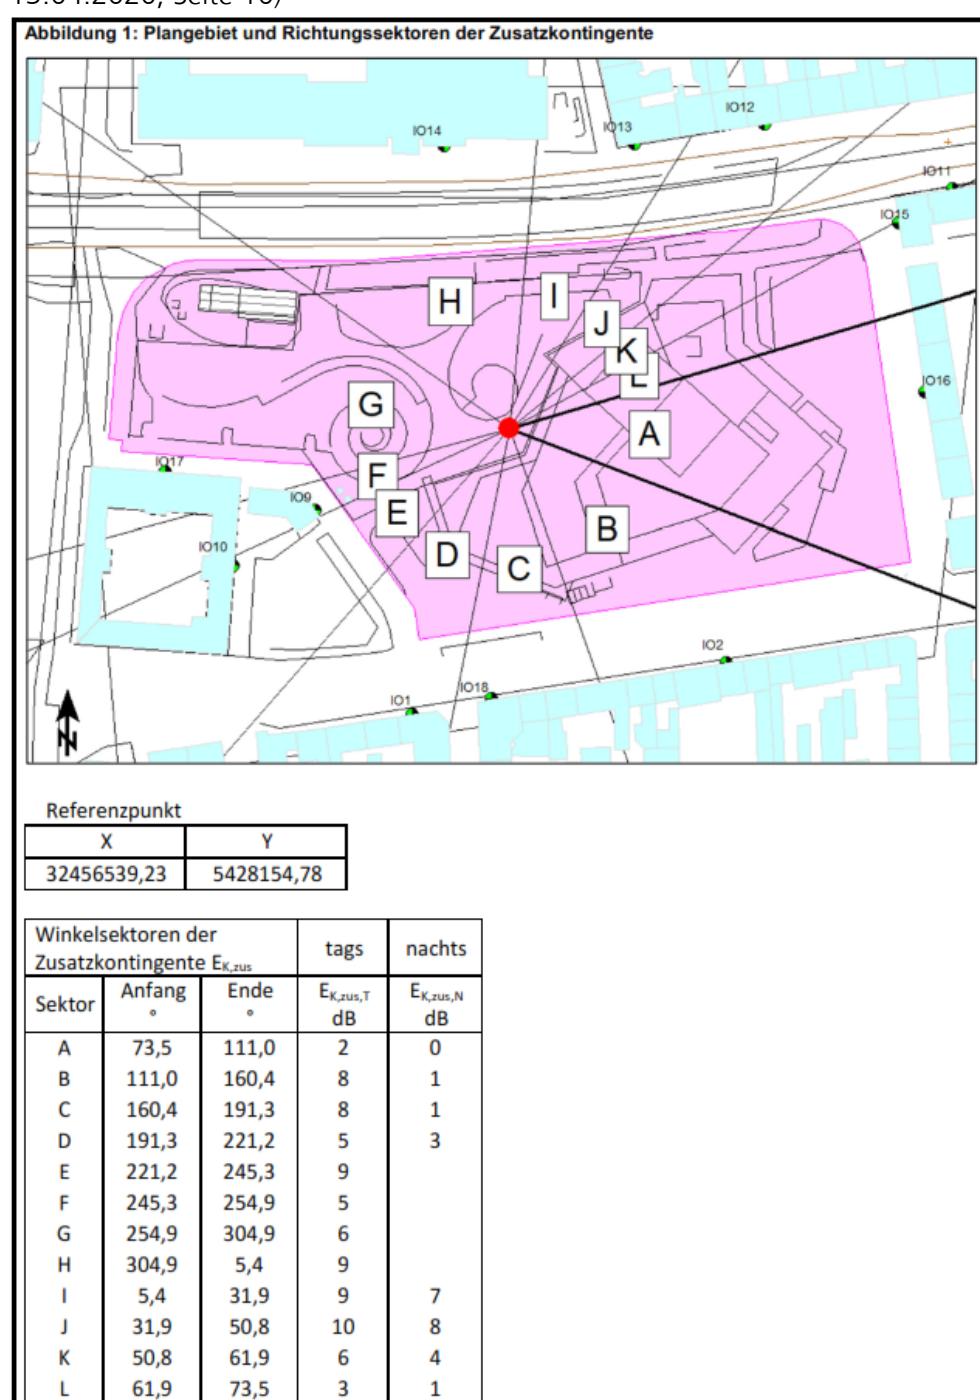 13.04.2020, Seite 10)
Abbildung 1: Plangebiet und Richtungssektoren der Zusatzkontingente
IO12
IO14
IO13
IO11
IO15
H
I
J
K
L
IO16
G
A
IO17
F
IO9
E
B
IO10
D
C
IO2
IO18
IO1
N
Referenzpunkt
X Y
32456539,23 5428154,78
Winkelsektoren der Zusatzkontingente EK,zus tags nachts
Sektor Anfang ° Ende ° EK,zus,T dB EK,zus,N dB
A 73,5 111,0 2 0
B 111,0 160,4 8 1
C 160,4 191,3 8 1
D 191,3 221,2 5 3
E 221,2 245,3 9
F 245,3 254,9 5
G 254,9 304,9 6
H 304,9 5,4 9
I 5,4 31,9 9 7
J 31,9 50,8 10 8
K 50,8 61,9 6 4
L 61,9 73,5 3 1